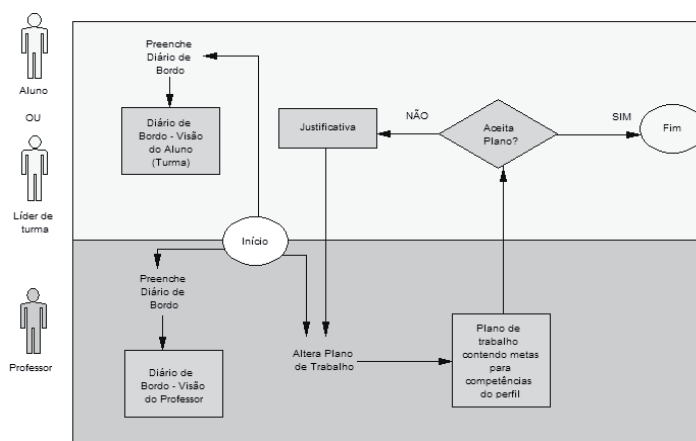 Aluno
OU
Líder de
turma
Preenche
Diário de
Bordo
Diário de
Bordo - Visão
do Aluno
(Turma)
Justificativa
NÃO
Aceita
Plano?
SIM
Fim
Início
Professor
Preenche
Diário de
Bordo
Diário de
Bordo - Visão
do Professor
Altera Plano
de Trabalho
Plano de
trabalho
contendo metas
para
competências
do perfil